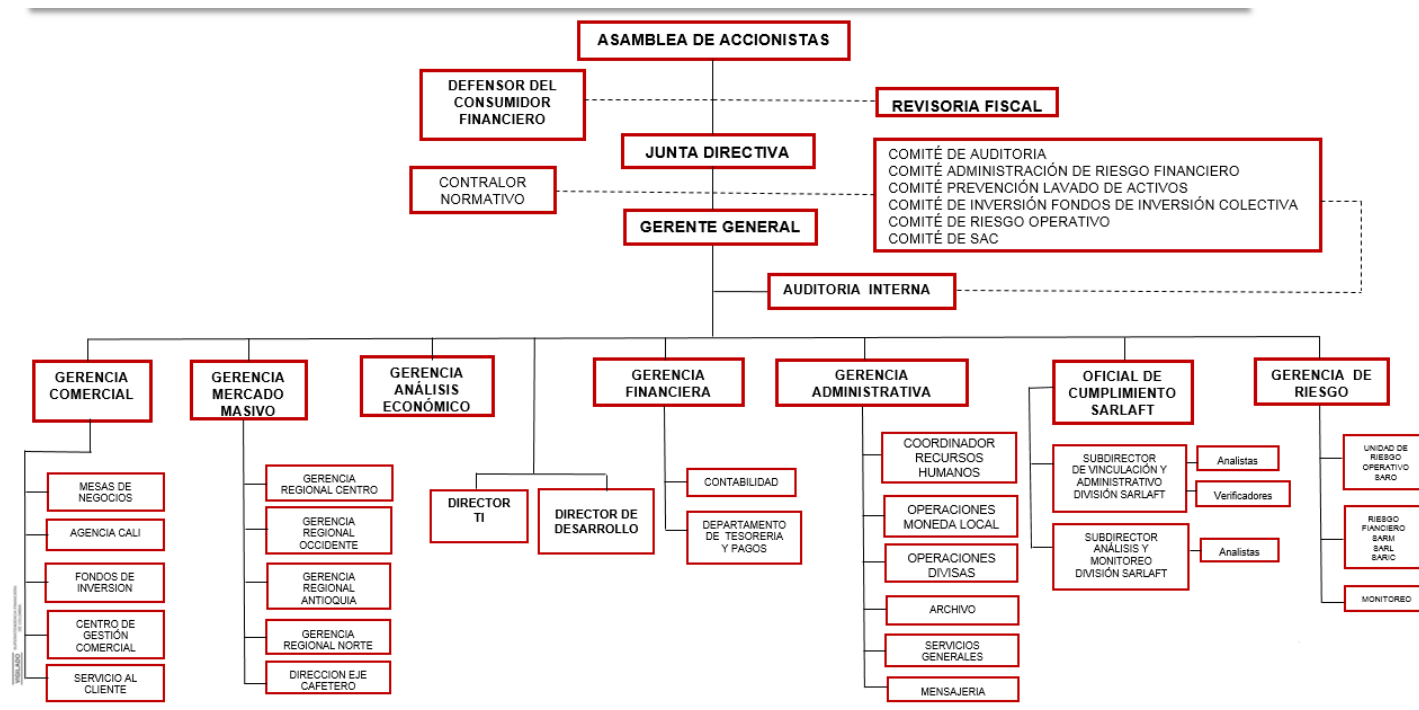 ASAMBLEA DE ACCIONISTAS
DEFENSOR DEL
CONSUMIDOR
FINANCIERO
REVISORIA FISCAL
JUNTA DIRECTIVA
COMITÉ DE AUDITORIA
COMITÉ ADMINISTRACIÓN DE RIESGO FINANCIERO
COMITÉ PREVENCIÓN LAVADO DE ACTIVOS
COMITÉ DE INVERSIÓN FONDOS DE INVERSIÓN COLECTIVA
COMITÉ DE RIESGO OPERATIVO
COMITÉ DE SAC
CONTRALOR
NORMATIVO
GERENTE GENERAL
AUDITORIA INTERNA
GERENCIA
COMERCIAL
MESAS DE
NEGOCIOS
AGENCIA CALI
FONDOS DE
INVERSION
CENTRO DE
GESTIÓN
COMERCIAL
SERVICIO AL
CLIENTE
GERENCIA
MERCADO
MASIVO
GERENCIA
REGIONAL CENTRO
GERENCIA
REGIONAL
OCCIDENTE
GERENCIA
REGIONAL
ANTIOQUIA
GERENCIA
REGIONAL NORTE
DIRECCION EJE
CAFETERO
GERENCIA
ANÁLISIS
ECONÓMICO
DIRECTOR
TI
DIRECTOR DE
DESARROLLO
GERENCIA
FINANCIERA
CONTABILIDAD
DEPARTAMENTO
DE TESORERIA
Y PAGOS
GERENCIA
ADMINISTRATIVA
COORDINADOR
RECURSOS
HUMANOS
OPERACIONES
MONEDA LOCAL
OPERACIONES
DIVISAS
ARCHIVO
SERVICIOS
GENERALES
MENSAJERIA
OFICIAL DE
CUMPLIMIENTO
SARLAFT
SUBDIRECTOR
DE VINCULACIÓN Y
ADMINISTRATIVO
DIVISIÓN SARLAFT
Analistas
Verificadores
SUBDIRECTOR
ANÁLISIS Y
MONITOREO
DIVISIÓN SARLAFT
Analistas
GERENCIA DE
RIESGO
UNIDAD DE
RIESGO
OPERATIVO
SARO
RIESGO
FIANCIERO
SARM
SARL
SARIC
MONITOREO
VIGILADO